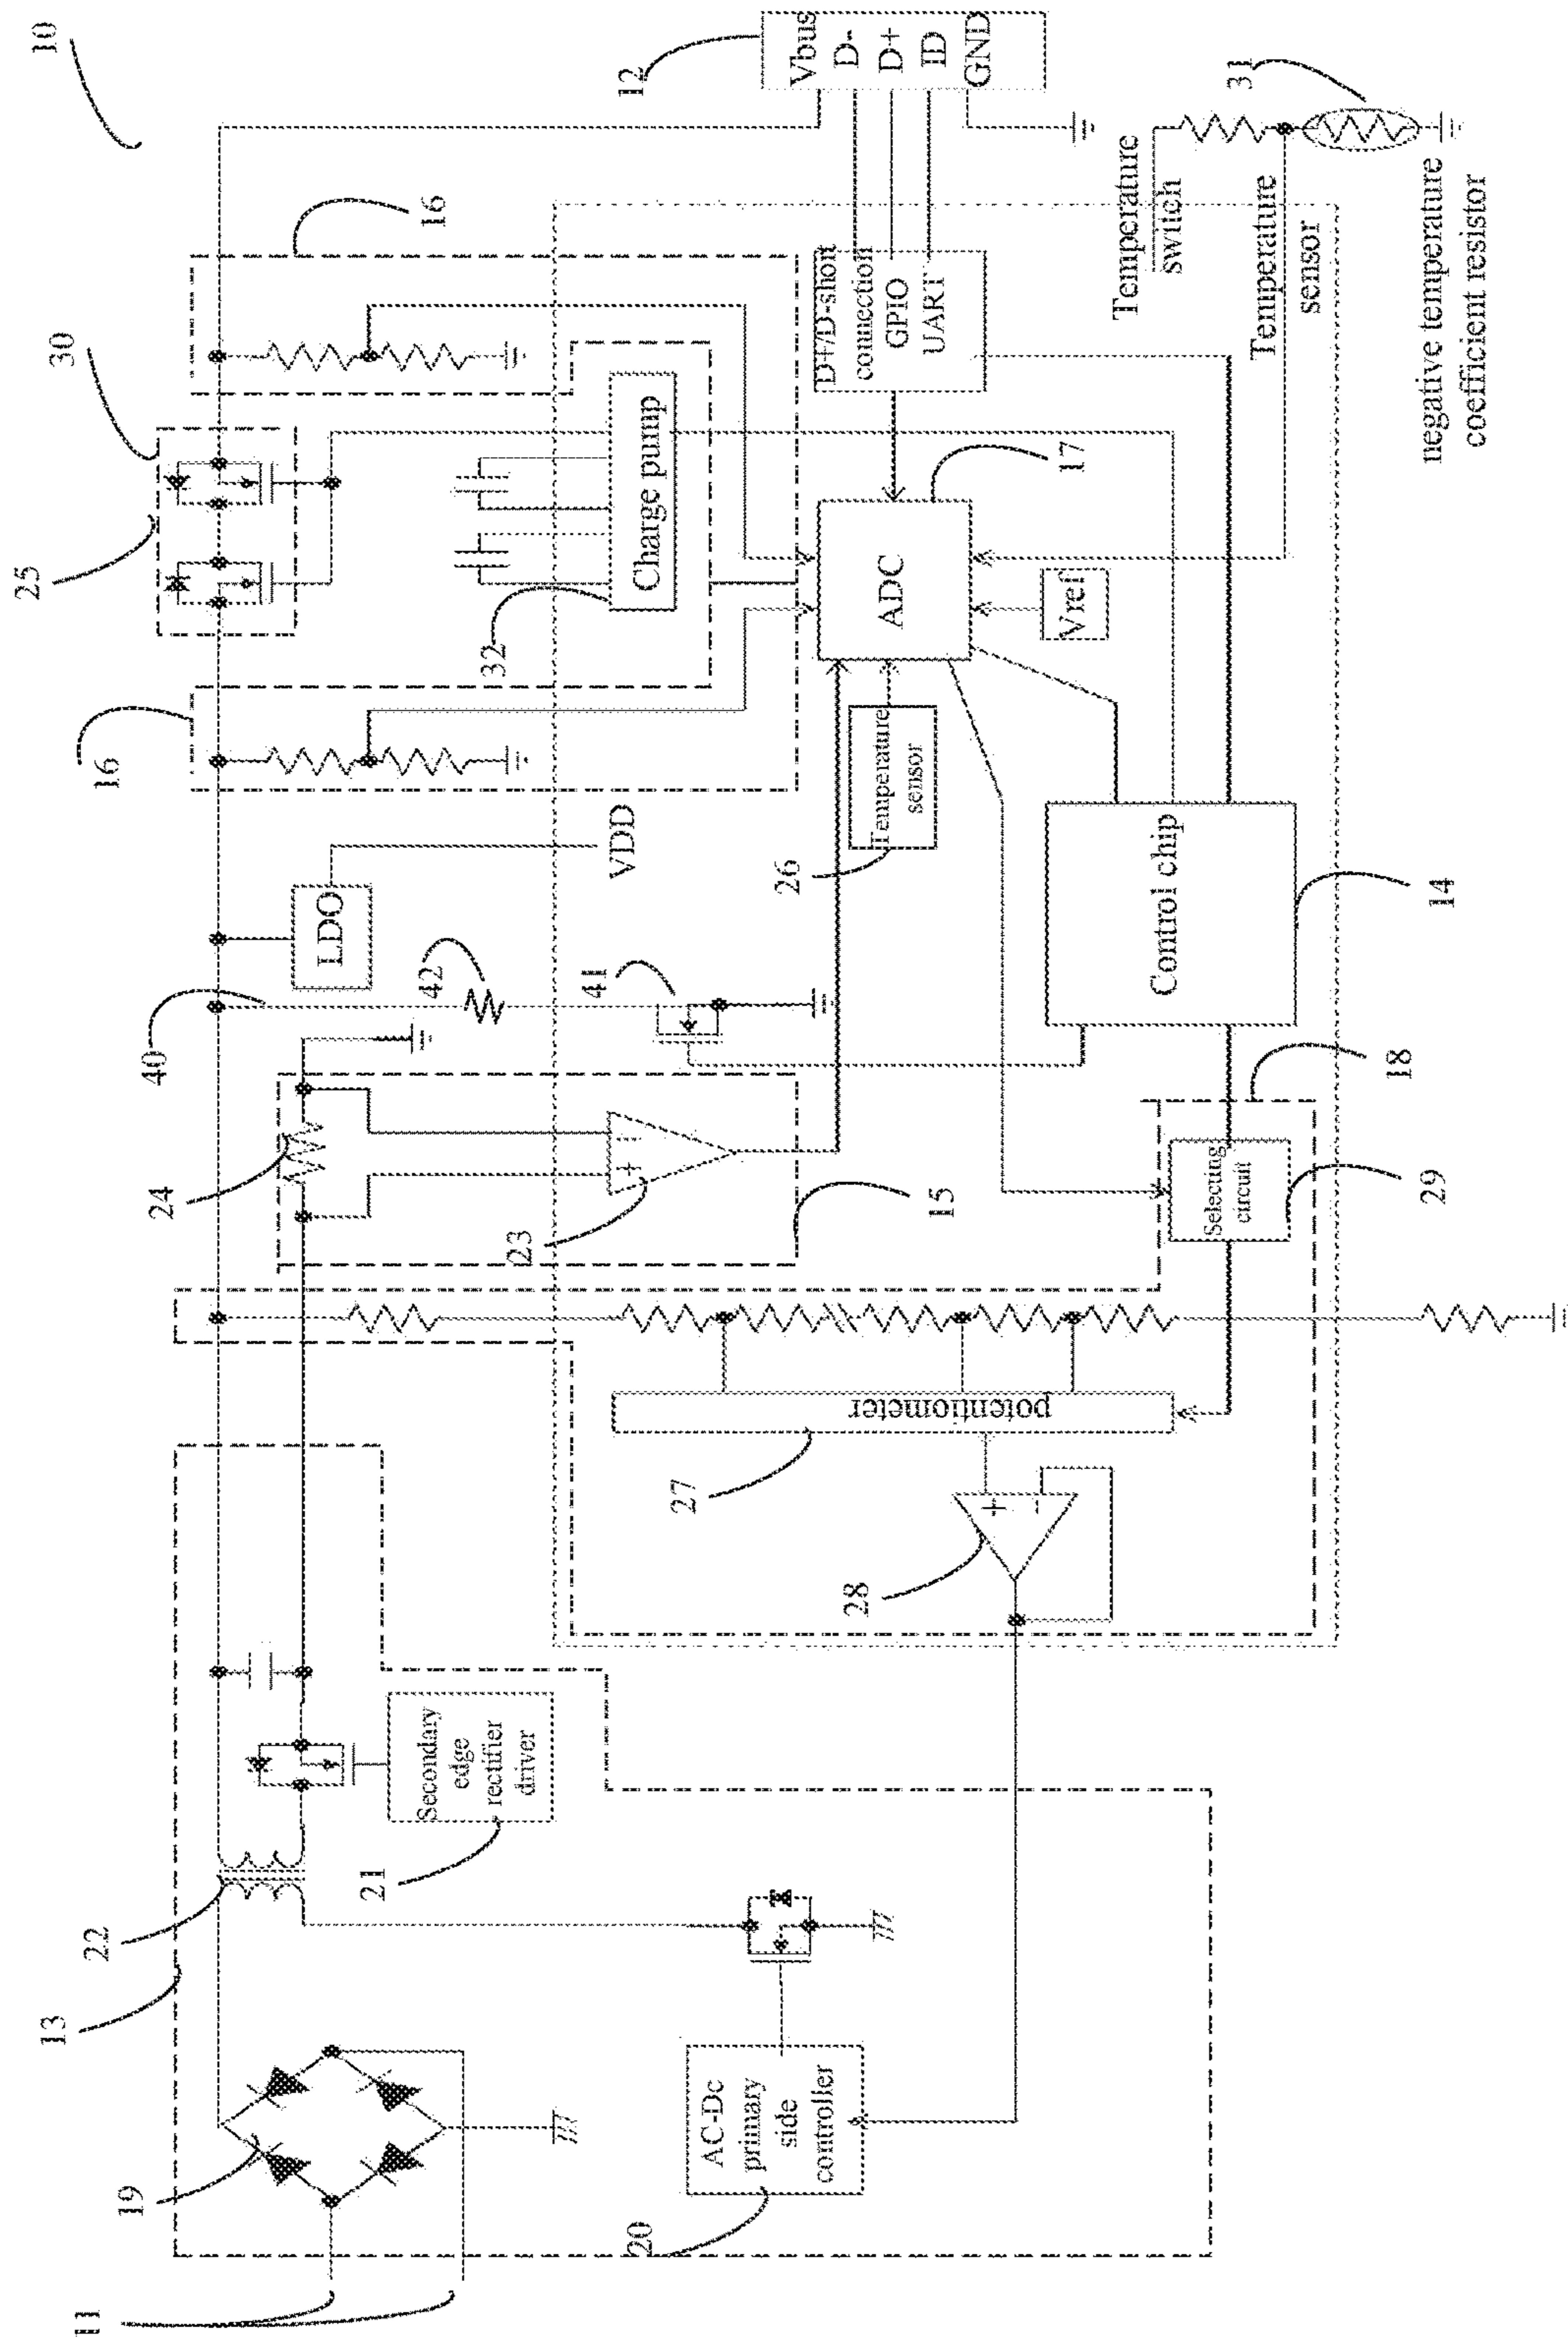 10
12
Vbus
D-
D+
ID
GND
31
Temperature
switch
Temperature
sensor
negative temperature
coefficient resistor
16
30
25
D+/D-short
connection
GPIO
UART
Charge pump
32
17
ADC
Vref
16
Temperature
sensor
26
LDO
VDD
40
42
41
Control chip
14
18
24
23
15
Selecting
circuit
29
potentiometer
27
28
Secondary
edge
rectifier
driver
21
22
13
19
AC-Dc
primary
side
controller
20
11